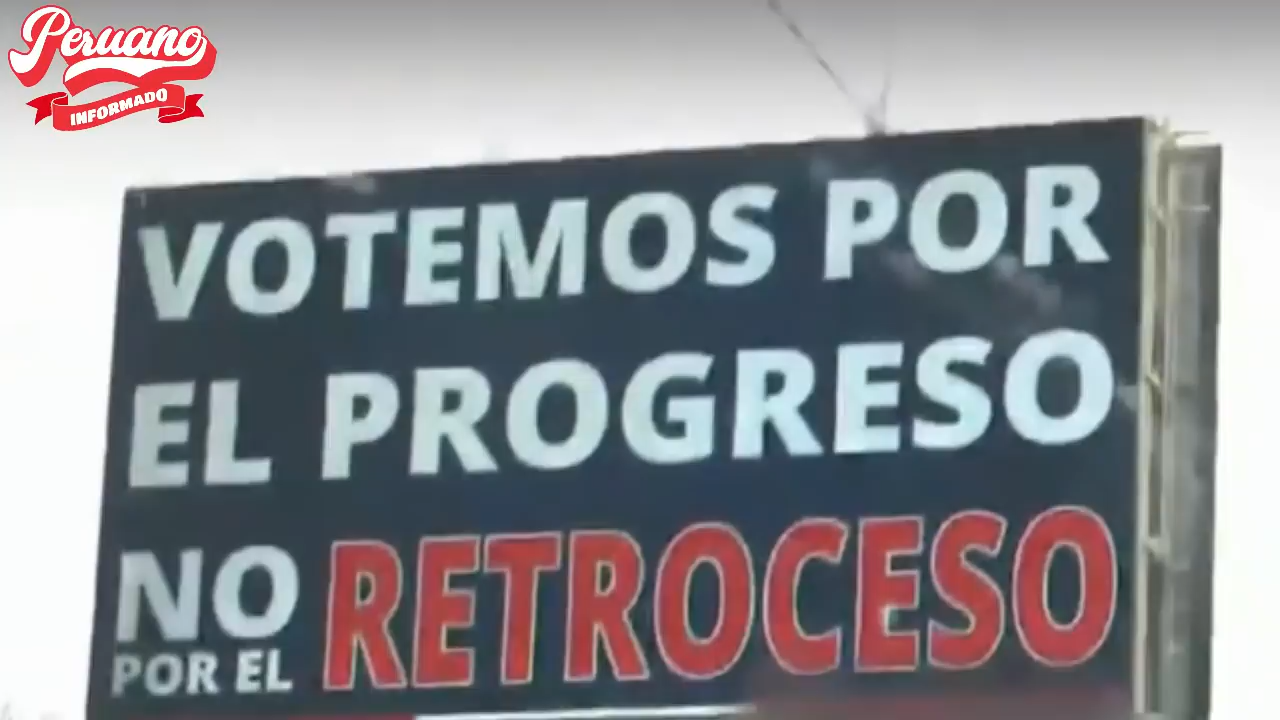 Peruano
INFORMADO
VOTEMOS POR
EL PROGRESO
NO
POR EL
RETROCESO